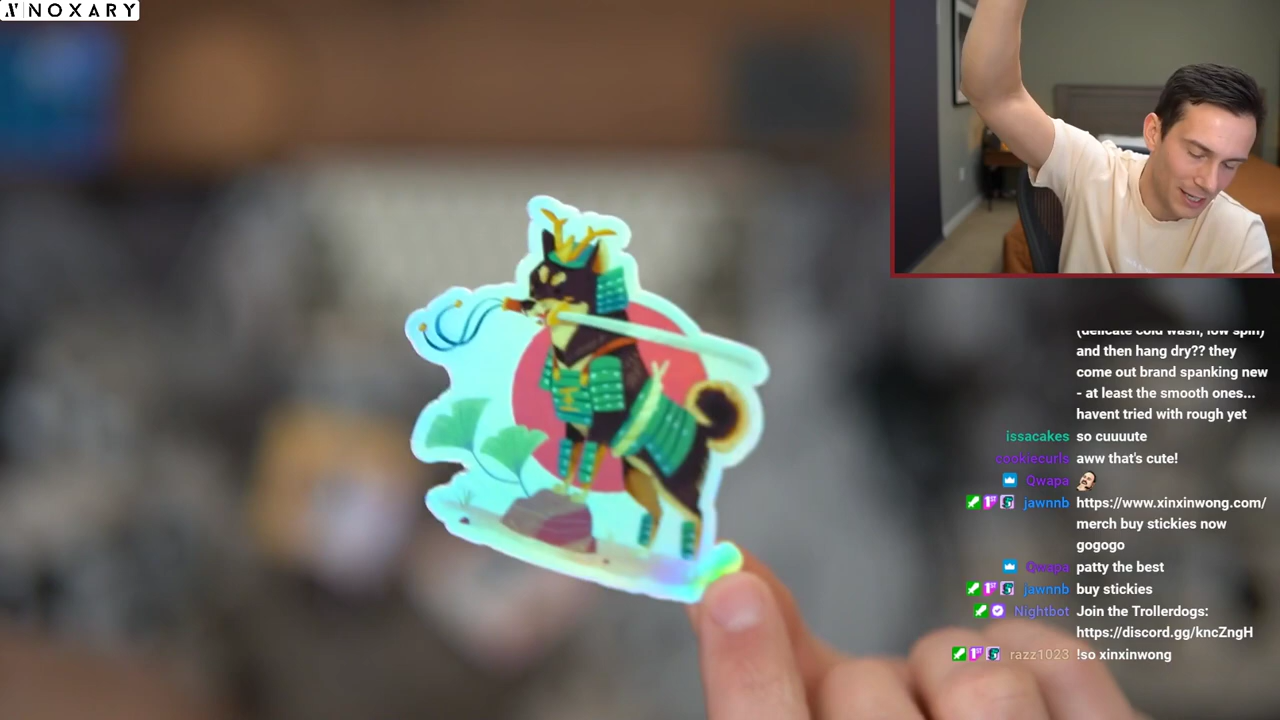 NOXARY
(delicate cold wash, low spin)
and then hang dry?? they
come out brand spanking new
- at least the smooth ones...
havent tried with rough yet
issacakes so cuuuute
cookiecurls aww that's cute!
Qwapa
jawnnb https://www.xinxinwong.com/
merch buy stickies now
gogogo
Qwapa patty the best
jawnnb buy stickies
Nightbot Join the Trollerdogs:
https://discord.gg/kncZngH
razz1023 !so xinxinwong